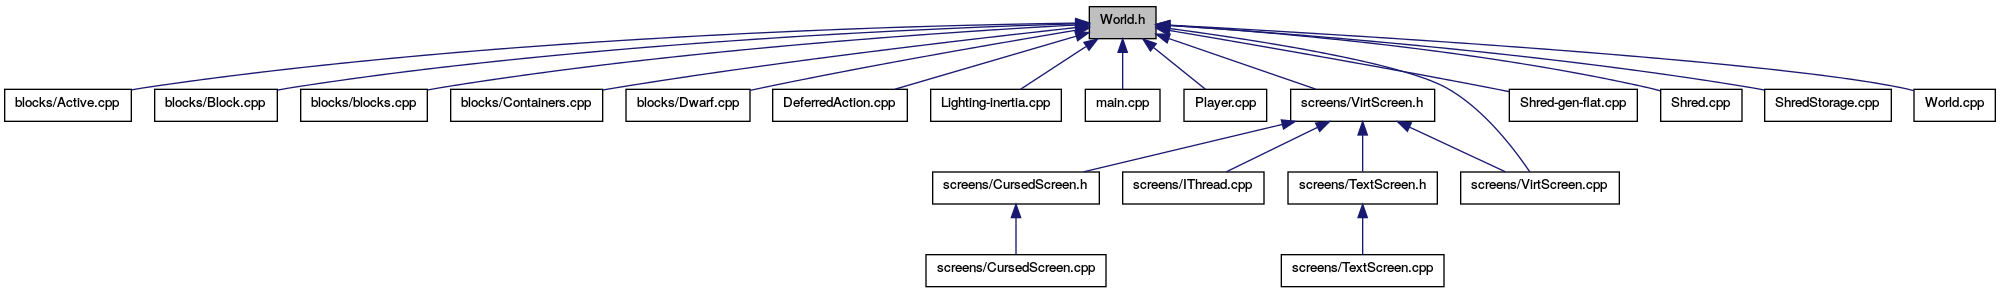 World.h
blocks/Active.cpp
blocks/Block.cpp
blocks/blocks.cpp
blocks/Containers.cpp
blocks/Dwarf.cpp
DeferredAction.cpp
Lighting-inertia.cpp
main.cpp
Player.cpp
screens/VirtScreen.h
Shred-gen-flat.cpp
Shred.cpp
ShredStorage.cpp
World.cpp
screens/CursedScreen.h
screens/IThread.cpp
screens/TextScreen.h
screens/VirtScreen.cpp
screens/CursedScreen.cpp
screens/TextScreen.cpp